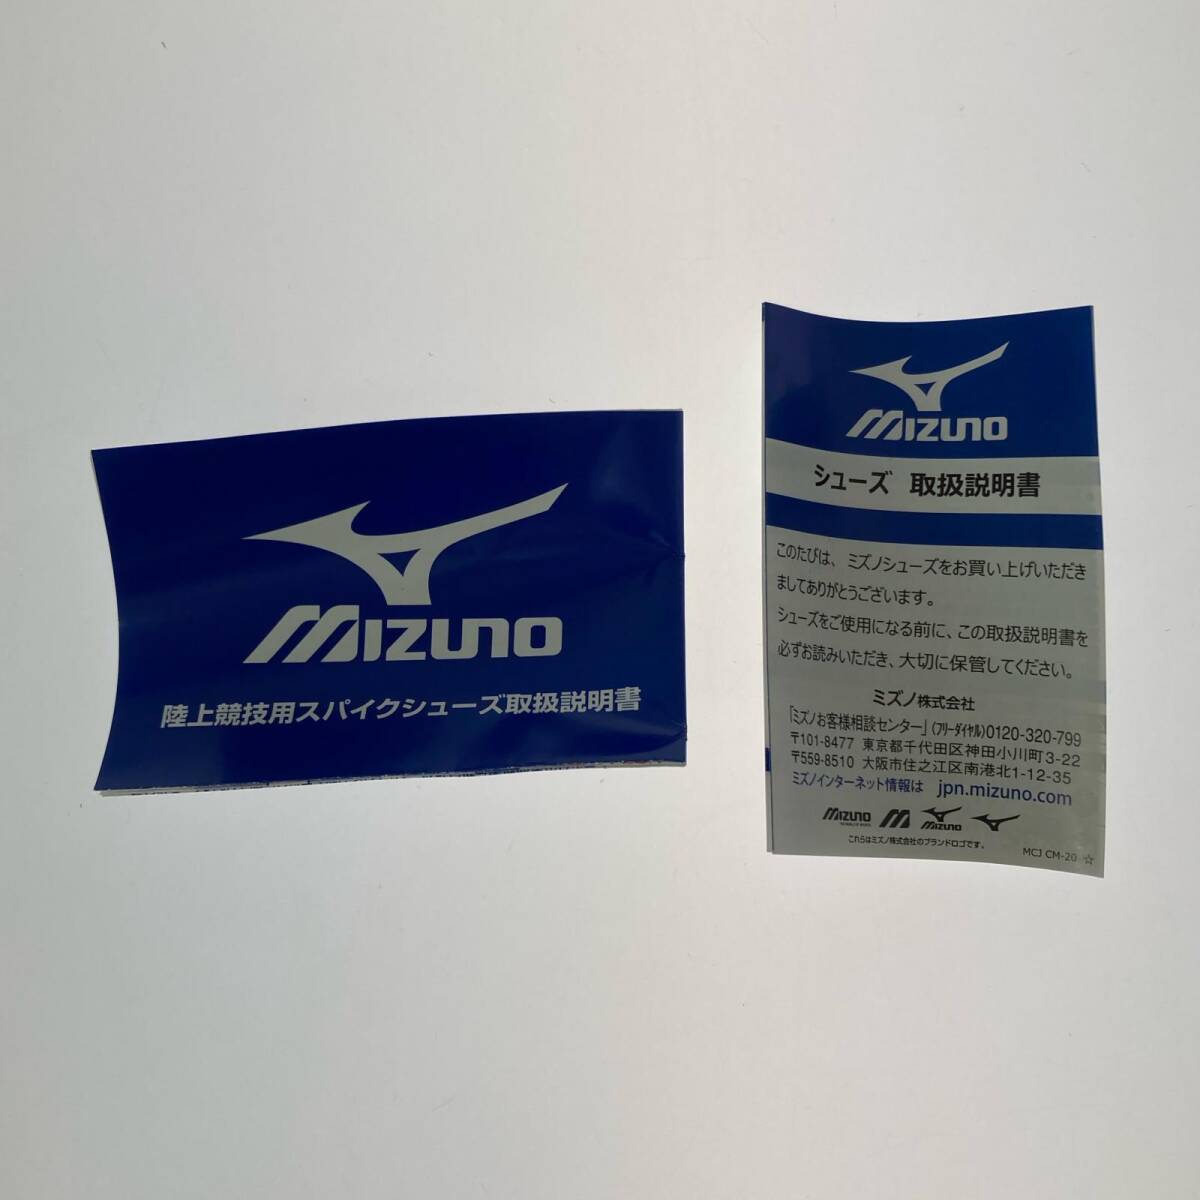 MIZUNO
陸上競技用スパイクシューズ取扱説明書
MIZUNO
シューズ 取扱説明書
このたびは、ミズノシューズをお買い上げいただき
ましてありがとうございます。
シューズをご使用になる前に、この取扱説明書を
必ずお読みいただき、大切に保管してください。
ミズノ株式会社
「ミズノお客様相談センター」(フリーダイヤル)0120-320-799
〒101-8477 東京都千代田区神田小川町3-22
〒559-8510 大阪市住之江区南港北1-12-35
ミズノインターネット情報は jpn.mizuno.com
MIZUNO MIZUNO
これらはミズノ株式会社のブランドロゴです。
MCJ CM-20 ☆